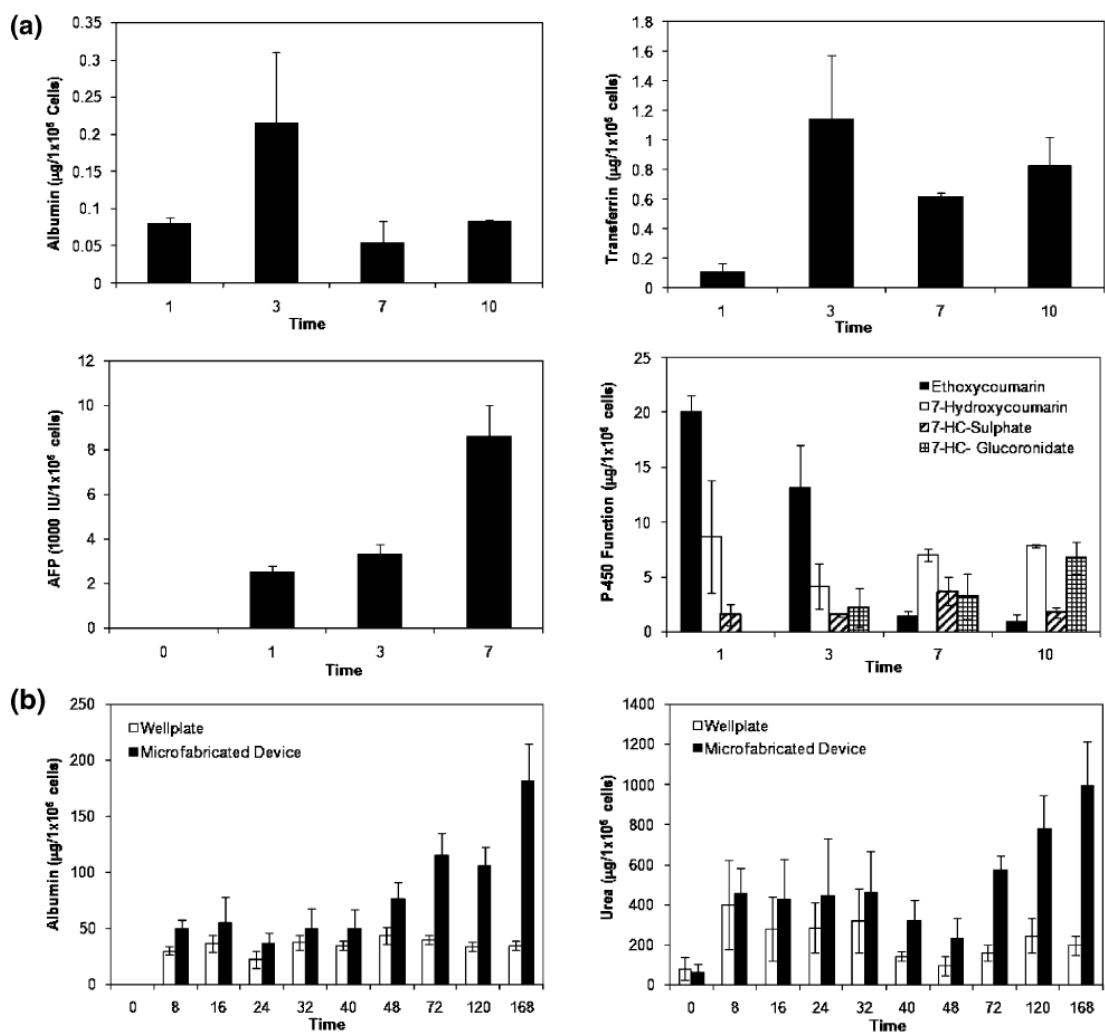 (a)
Albumin (µg/1x10⁶ Cells)
0.35
0.3
0.25
0.2
0.15
0.1
0.05
0
1 3 7 10
Time
Transferrin (µg/1x10⁶ cells)
1.8
1.6
1.4
1.2
1
0.8
0.6
0.4
0.2
0
1 3 7 10
Time
AFP (1000 IU/1x10⁶ cells)
12
10
8
6
4
2
0
0 1 3 7
Time
P-450 Function (µg/1x10⁶ cells)
25
20
15
10
5
0
Ethoxycoumarin
7-Hydroxycoumarin
7-HC-Sulphate
7-HC- Glucoronidate
1 3 7 10
Time
(b)
Albumin (µg/1x10⁶ cells)
250
200
150
100
50
0
Wellplate
Microfabricated Device
0 8 16 24 32 40 48 72 120 168
Time
Urea (µg/1x10⁶ cells)
1400
1200
1000
800
600
400
200
0
Wellplate
Microfabricated Device
0 8 16 24 32 40 48 72 120 168
Time